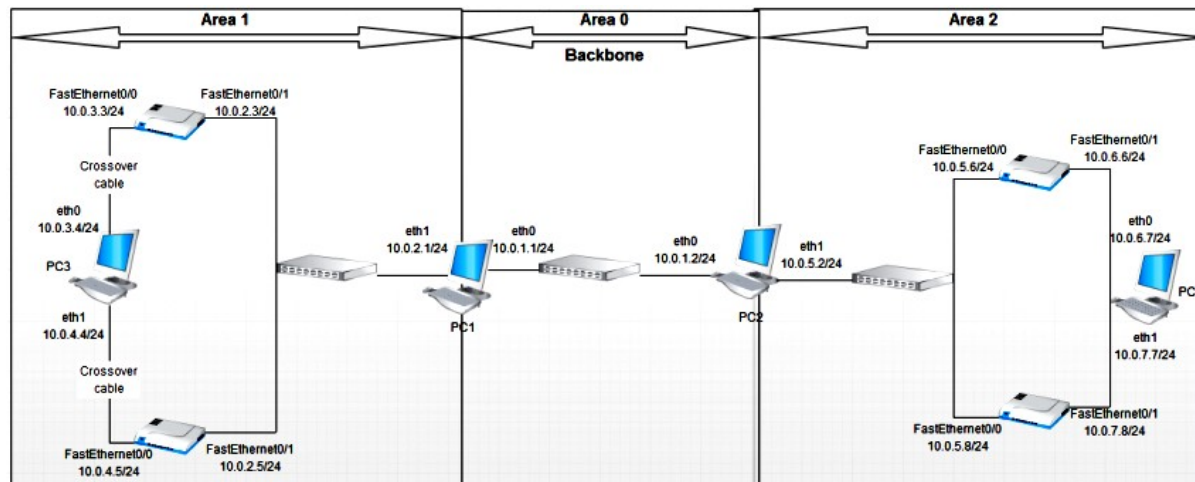 Area 1
Area 0
Area 2
Backbone
FastEthernet0/0
10.0.3.3/24
FastEthernet0/1
10.0.2.3/24
Crossover
cable
eth0
10.0.3.4/24
PC3
eth1
10.0.4.4/24
Crossover
cable
FastEthernet0/0
10.0.4.5/24
FastEthernet0/1
10.0.2.5/24
eth1
10.0.2.1/24
eth0
10.0.1.1/24
PC1
eth0
10.0.1.2/24
eth1
10.0.5.2/24
PC2
FastEthernet0/0
10.0.5.6/24
FastEthernet0/1
10.0.6.6/24
eth0
10.0.6.7/24
PC
eth1
10.0.7.7/24
FastEthernet0/0
10.0.5.8/24
FastEthernet0/1
10.0.7.8/24